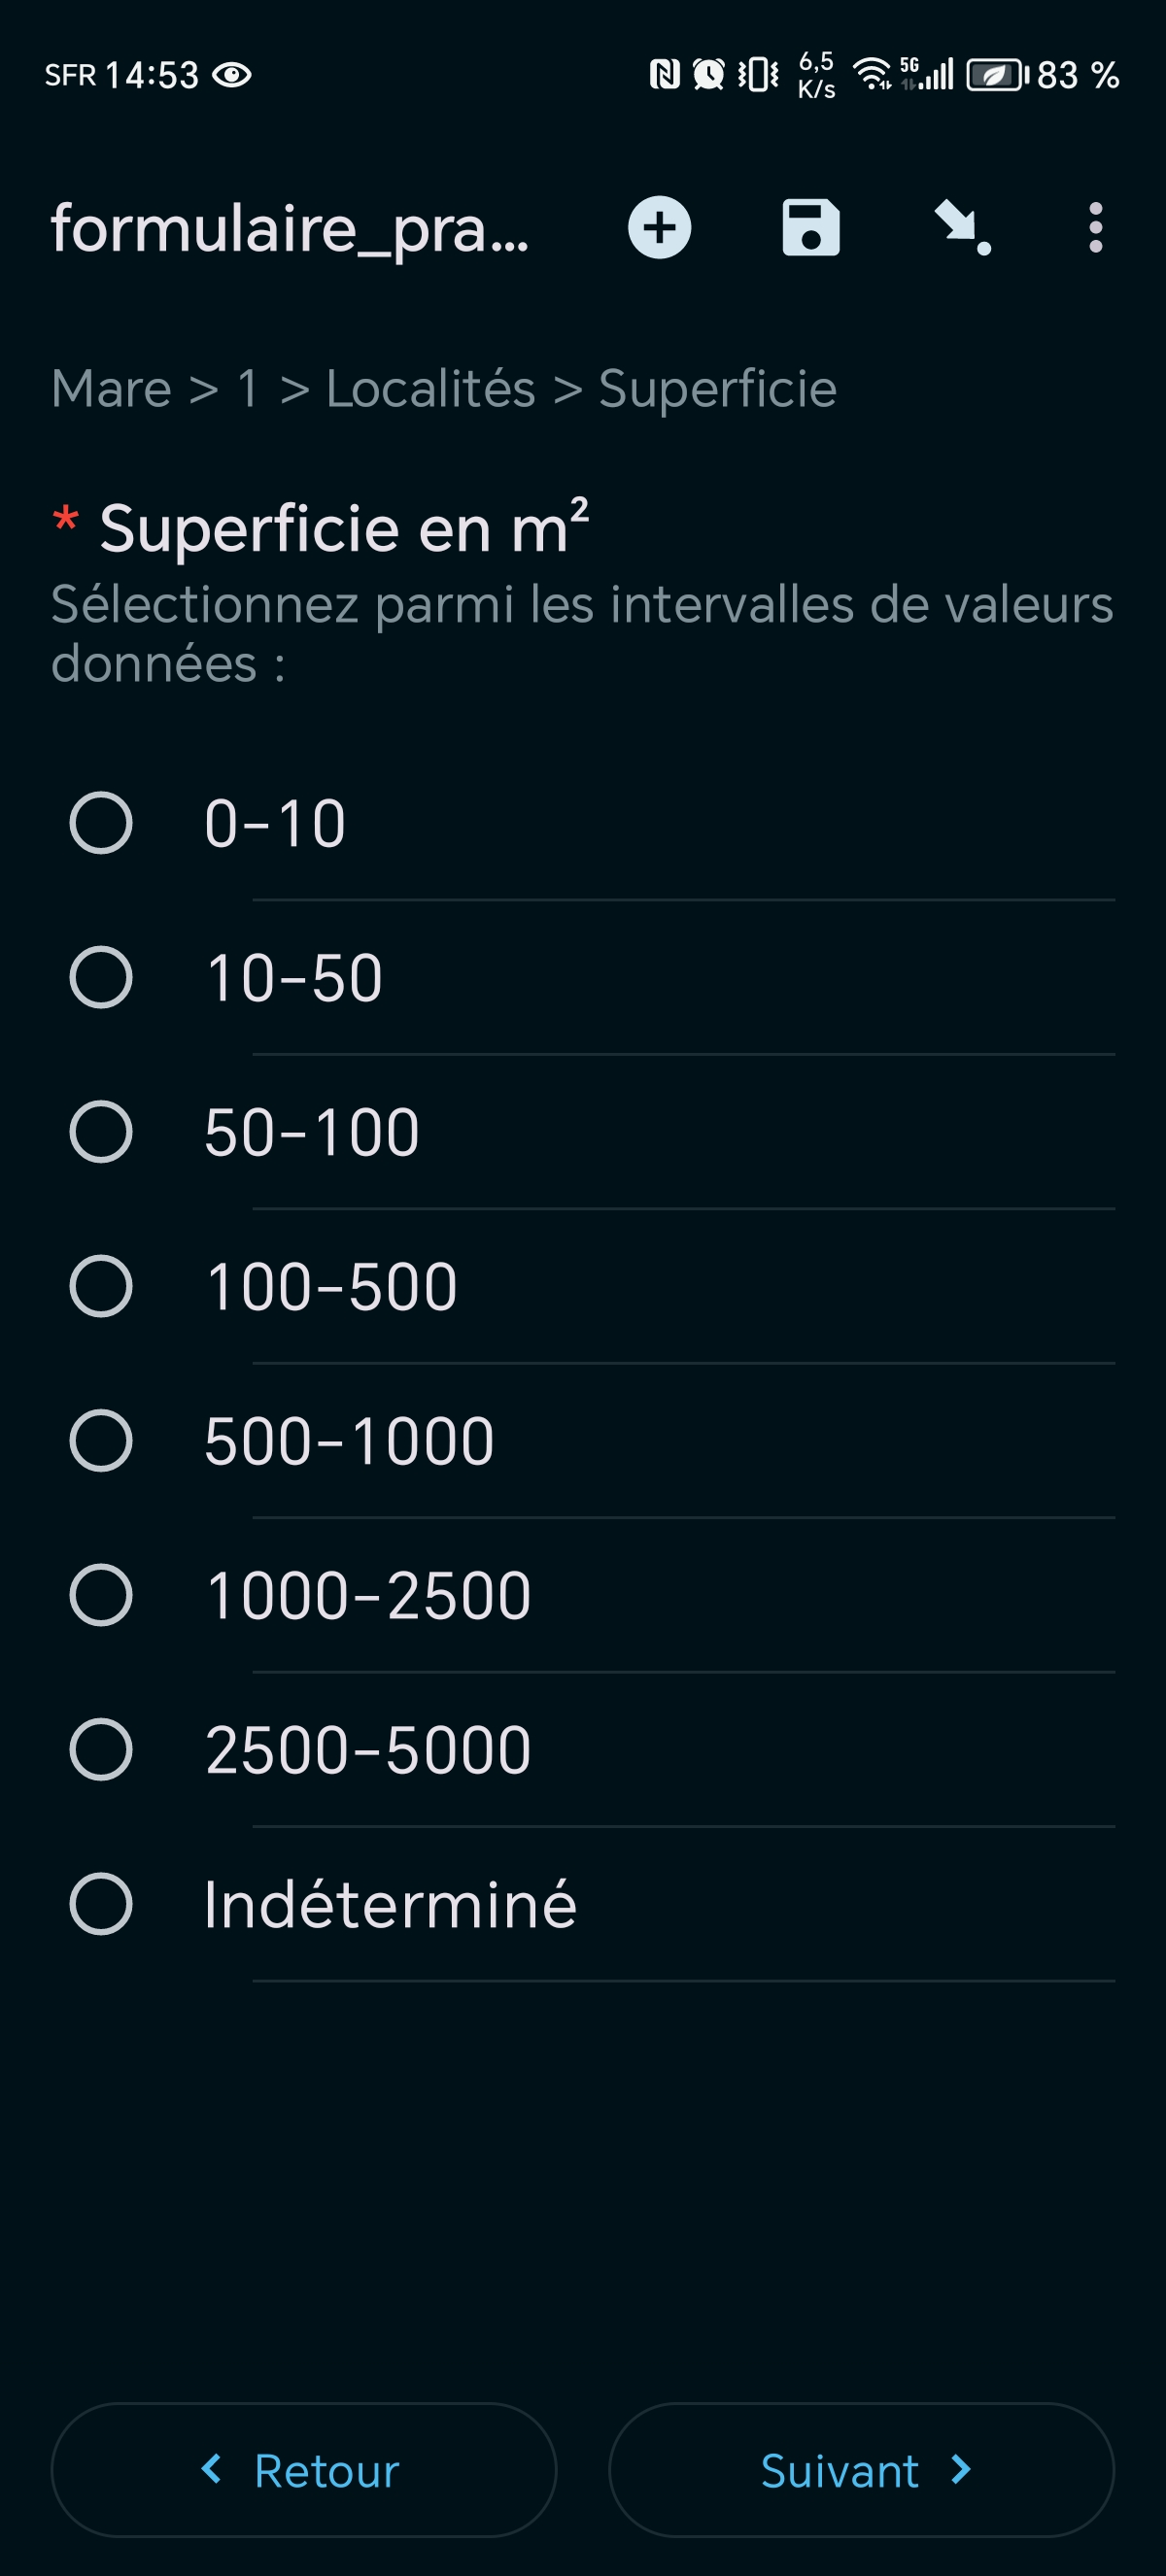 SFR 14:53 6,5 K/s 5G 83 %
formulaire_pra...
Mare > 1 > Localités > Superficie
* Superficie en m²
Sélectionnez parmi les intervalles de valeurs
données :
0-10
10-50
50-100
100-500
500-1000
1000-2500
2500-5000
Indéterminé
Retour Suivant